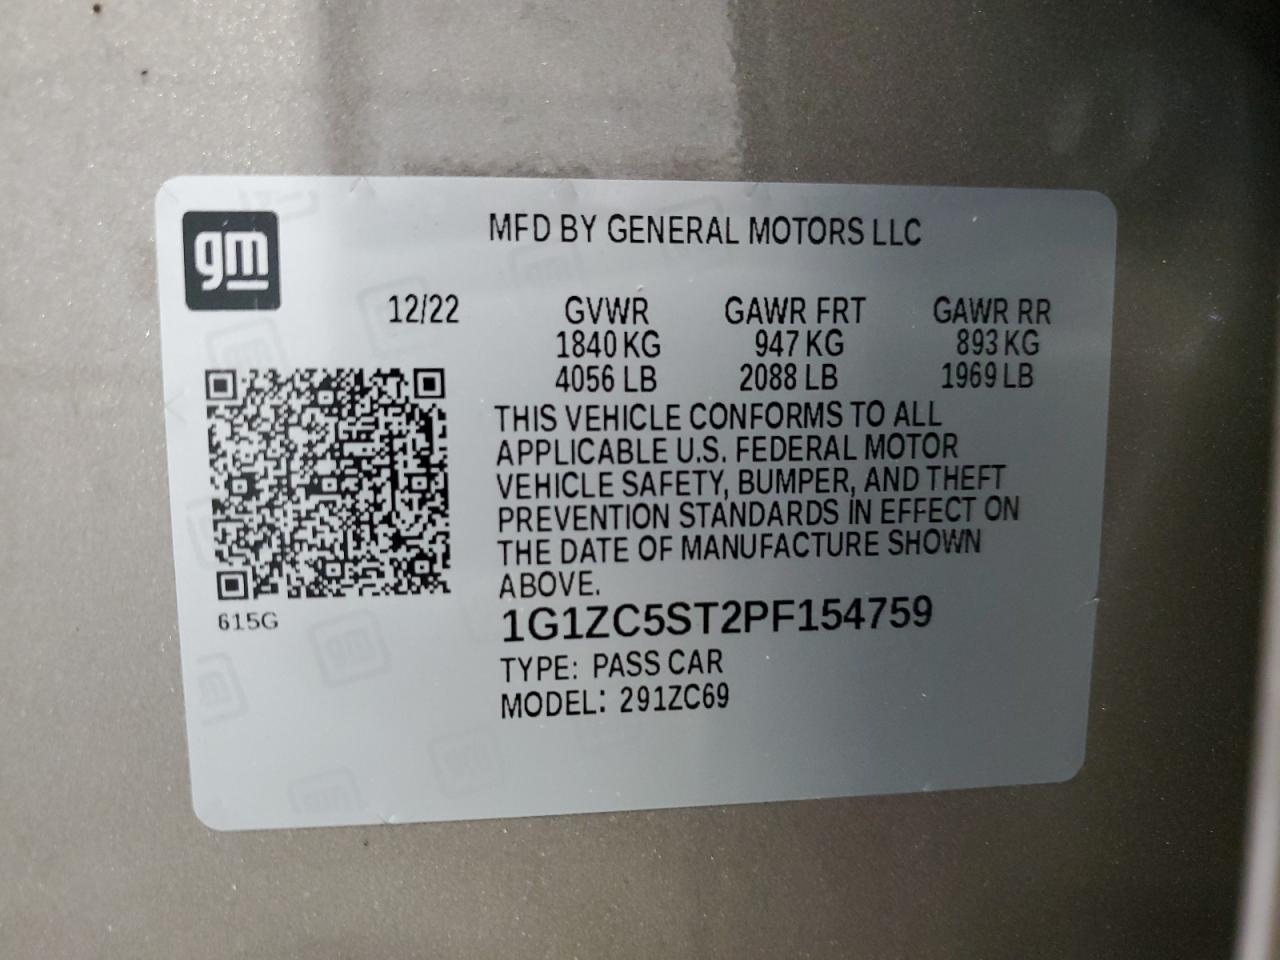 gm
MFD BY GENERAL MOTORS LLC
12/22 GVWR GAWR FRT GAWR RR
1840 KG 947 KG 893 KG
4056 LB 2088 LB 1969 LB
THIS VEHICLE CONFORMS TO ALL
APPLICABLE U.S. FEDERAL MOTOR
VEHICLE SAFETY, BUMPER, AND THEFT
PREVENTION STANDARDS IN EFFECT ON
THE DATE OF MANUFACTURE SHOWN
ABOVE.
615G
1G1ZC5ST2PF154759
TYPE: PASS CAR
MODEL: 291ZC69